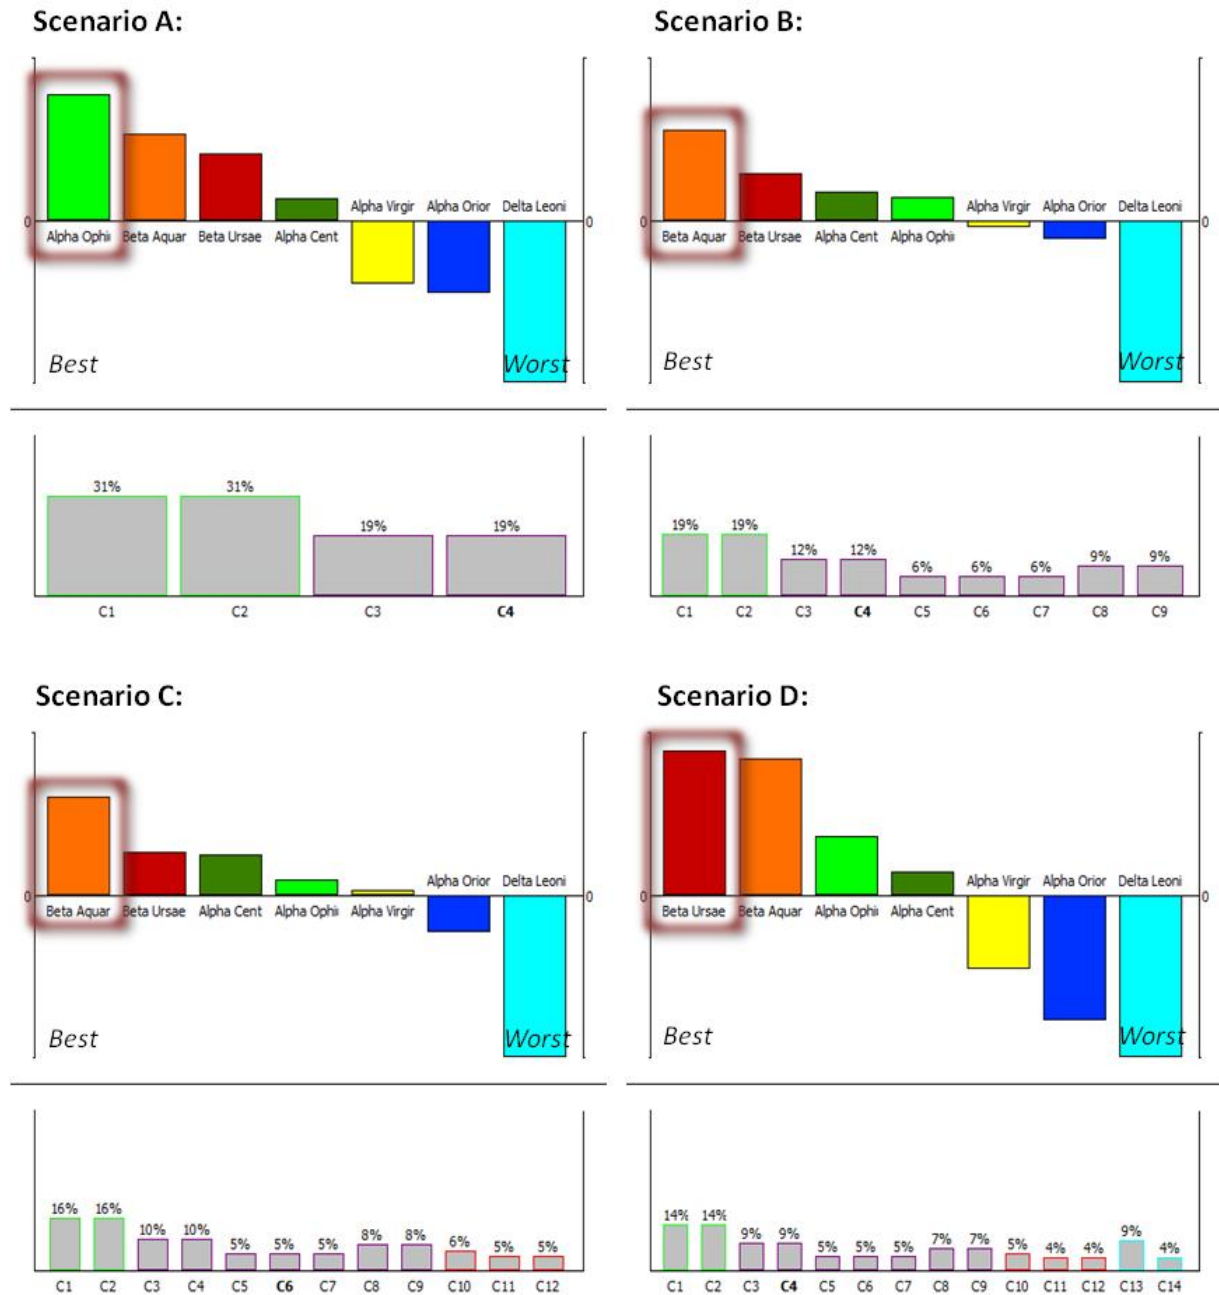 Scenario A:
0
0
Alpha Virgir Alpha Orior Delta Leoni
Alpha Ophii Beta Aquar Beta Ursae Alpha Cent
Best
Worst
31% 31% 19% 19%
C1 C2 C3 C4
Scenario B:
0
0
Alpha Virgir Alpha Orior Delta Leoni
Beta Aquar Beta Ursae Alpha Cent Alpha Ophii
Best
Worst
19% 19% 12% 12% 6% 6% 6% 9% 9%
C1 C2 C3 C4 C5 C6 C7 C8 C9
Scenario C:
0
0
Alpha Orior Delta Leoni
Beta Aquar Beta Ursae Alpha Cent Alpha Ophii Alpha Virgir
Best
Worst
16% 16% 10% 10% 5% 5% 5% 8% 8% 6% 5% 5%
C1 C2 C3 C4 C5 C6 C7 C8 C9 C10 C11 C12
Scenario D:
0
0
Alpha Virgir Alpha Orior Delta Leoni
Beta Ursae Beta Aquar Alpha Ophii Alpha Cent
Best
Worst
14% 14% 9% 9% 5% 5% 5% 7% 7% 5% 4% 4% 9% 4%
C1 C2 C3 C4 C5 C6 C7 C8 C9 C10 C11 C12 C13 C14